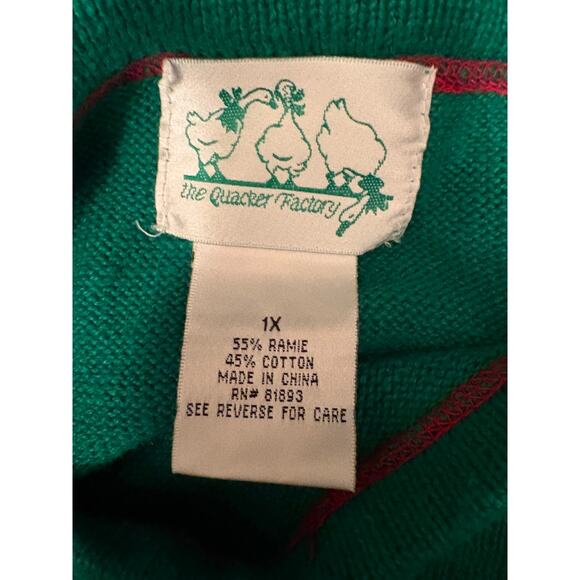 the Quacker Factory
1X
55% RAMIE
45% COTTON
MADE IN CHINA
RN# 81893
SEE REVERSE FOR CARE